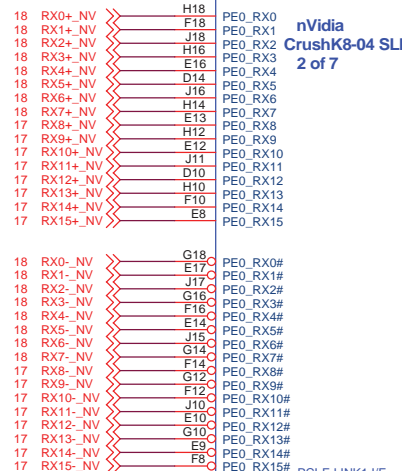 18 RX0+_NV H18 PE0_RX0
18 RX1+_NV F18 PE0_RX1
18 RX2+_NV J18 PE0_RX2
18 RX3+_NV H16 PE0_RX3
18 RX4+_NV E16 PE0_RX4
18 RX5+_NV D14 PE0_RX5
18 RX6+_NV J16 PE0_RX6
18 RX7+_NV H14 PE0_RX7
17 RX8+_NV E13 PE0_RX8
17 RX9+_NV H12 PE0_RX9
17 RX10+_NV E12 PE0_RX10
17 RX11+_NV J11 PE0_RX11
17 RX12+_NV D10 PE0_RX12
17 RX13+_NV H10 PE0_RX13
17 RX14+_NV F10 PE0_RX14
17 RX15+_NV E8 PE0_RX15
nVidia
CrushK8-04 SLI
2 of 7
18 RX0-_NV G18 PE0_RX0#
18 RX1-_NV E17 PE0_RX1#
18 RX2-_NV J17 PE0_RX2#
18 RX3-_NV G16 PE0_RX3#
18 RX4-_NV F16 PE0_RX4#
18 RX5-_NV E14 PE0_RX5#
18 RX6-_NV J15 PE0_RX6#
18 RX7-_NV G14 PE0_RX7#
17 RX8-_NV F14 PE0_RX8#
17 RX9-_NV G12 PE0_RX9#
17 RX10-_NV F12 PE0_RX10#
17 RX11-_NV J10 PE0_RX11#
17 RX12-_NV E10 PE0_RX12#
17 RX13-_NV G10 PE0_RX13#
17 RX14-_NV E9 PE0_RX14#
17 RX15-_NV F8 PE0_RX15#